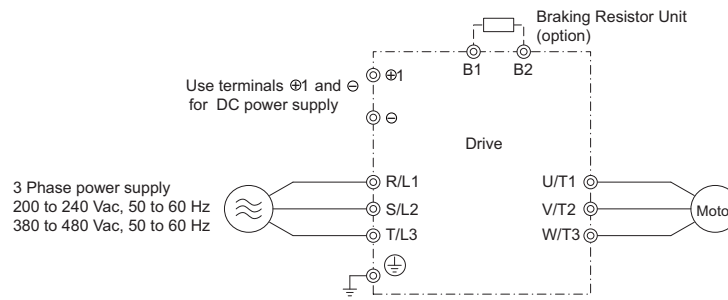 Braking Resistor Unit
(option)
B1 B2
⊕1
Use terminals ⊕1 and ⊖
for DC power supply
⊖
Drive
3 Phase power supply
200 to 240 Vac, 50 to 60 Hz
380 to 480 Vac, 50 to 60 Hz
R/L1 U/T1
S/L2 V/T2
T/L3 W/T3
Moto